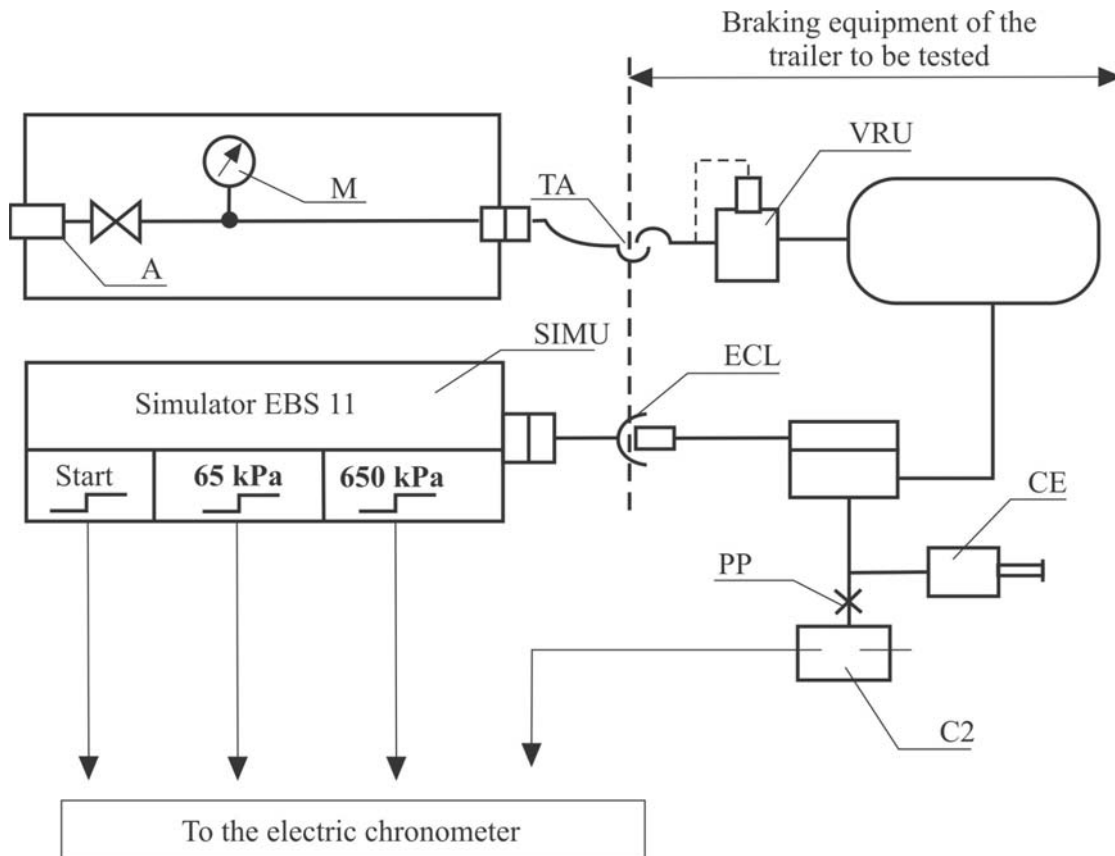 Braking equipment of the
trailer to be tested
VRU
M
TA
A
SIMU
ECL
Simulator EBS 11
Start
65 kPa
650 kPa
CE
PP
C2
To the electric chronometer